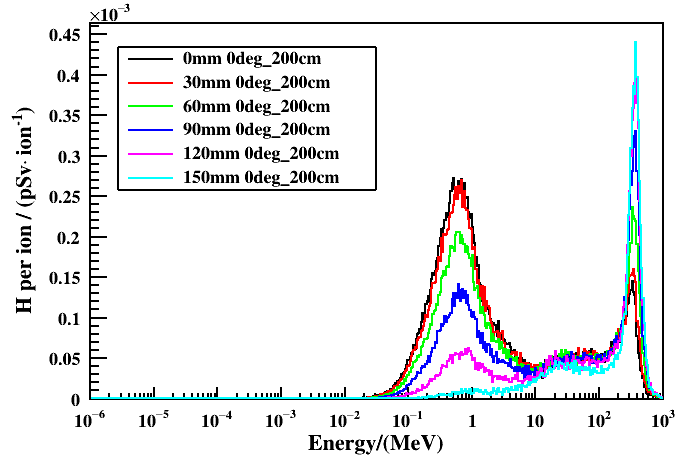 ×10⁻³
0.45
0.4
0.35
0.3
0.25
0.2
0.15
0.1
0.05
0
H per ion / (pSv· ion⁻¹)
0mm 0deg_200cm
30mm 0deg_200cm
60mm 0deg_200cm
90mm 0deg_200cm
120mm 0deg_200cm
150mm 0deg_200cm
10⁻⁶ 10⁻⁵ 10⁻⁴ 10⁻³ 10⁻² 10⁻¹ 1 10 10² 10³
Energy/(MeV)